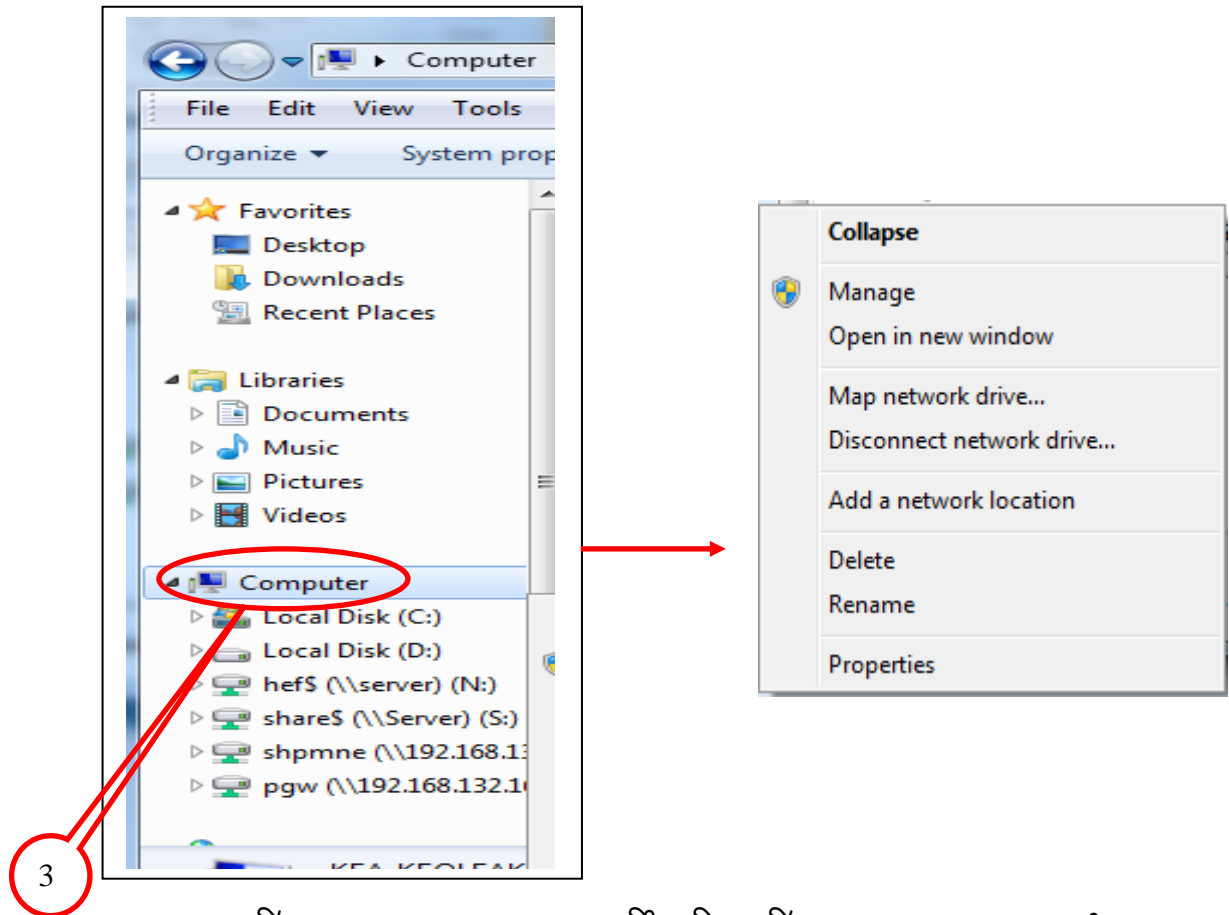 Computer
File Edit View Tools
Organize System prop
Favorites
Desktop
Downloads
Recent Places
Libraries
Documents
Music
Pictures
Videos
Computer
Local Disk (C:)
Local Disk (D:)
hef$ (\\server) (N:)
share$ (\\Server) (S:)
shpmne (\\192.168.13
pgw (\\192.168.132.1
3
Collapse
Manage
Open in new window
Map network drive...
Disconnect network drive...
Add a network location
Delete
Rename
Properties